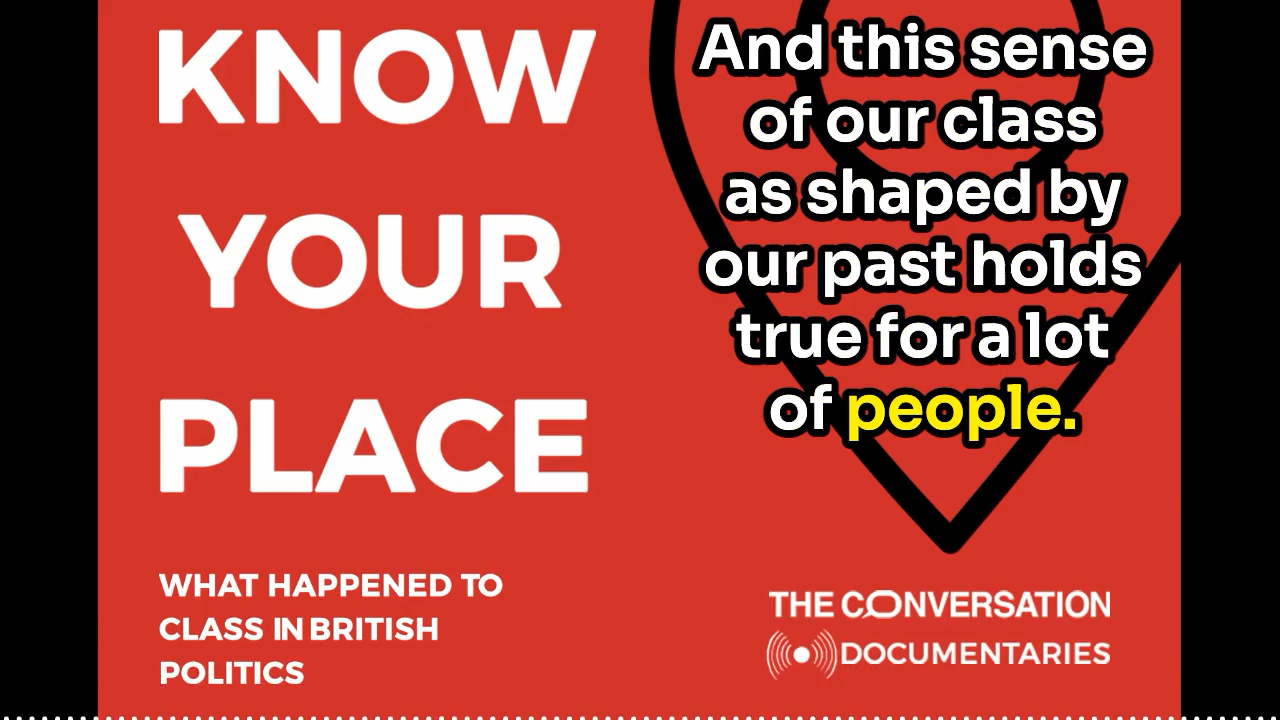 KNOW
YOUR
PLACE
WHAT HAPPENED TO
CLASS IN BRITISH
POLITICS
And this sense
of our class
as shaped by
our past holds
true for a lot
of people.
THE CONVERSATION
DOCUMENTARIES